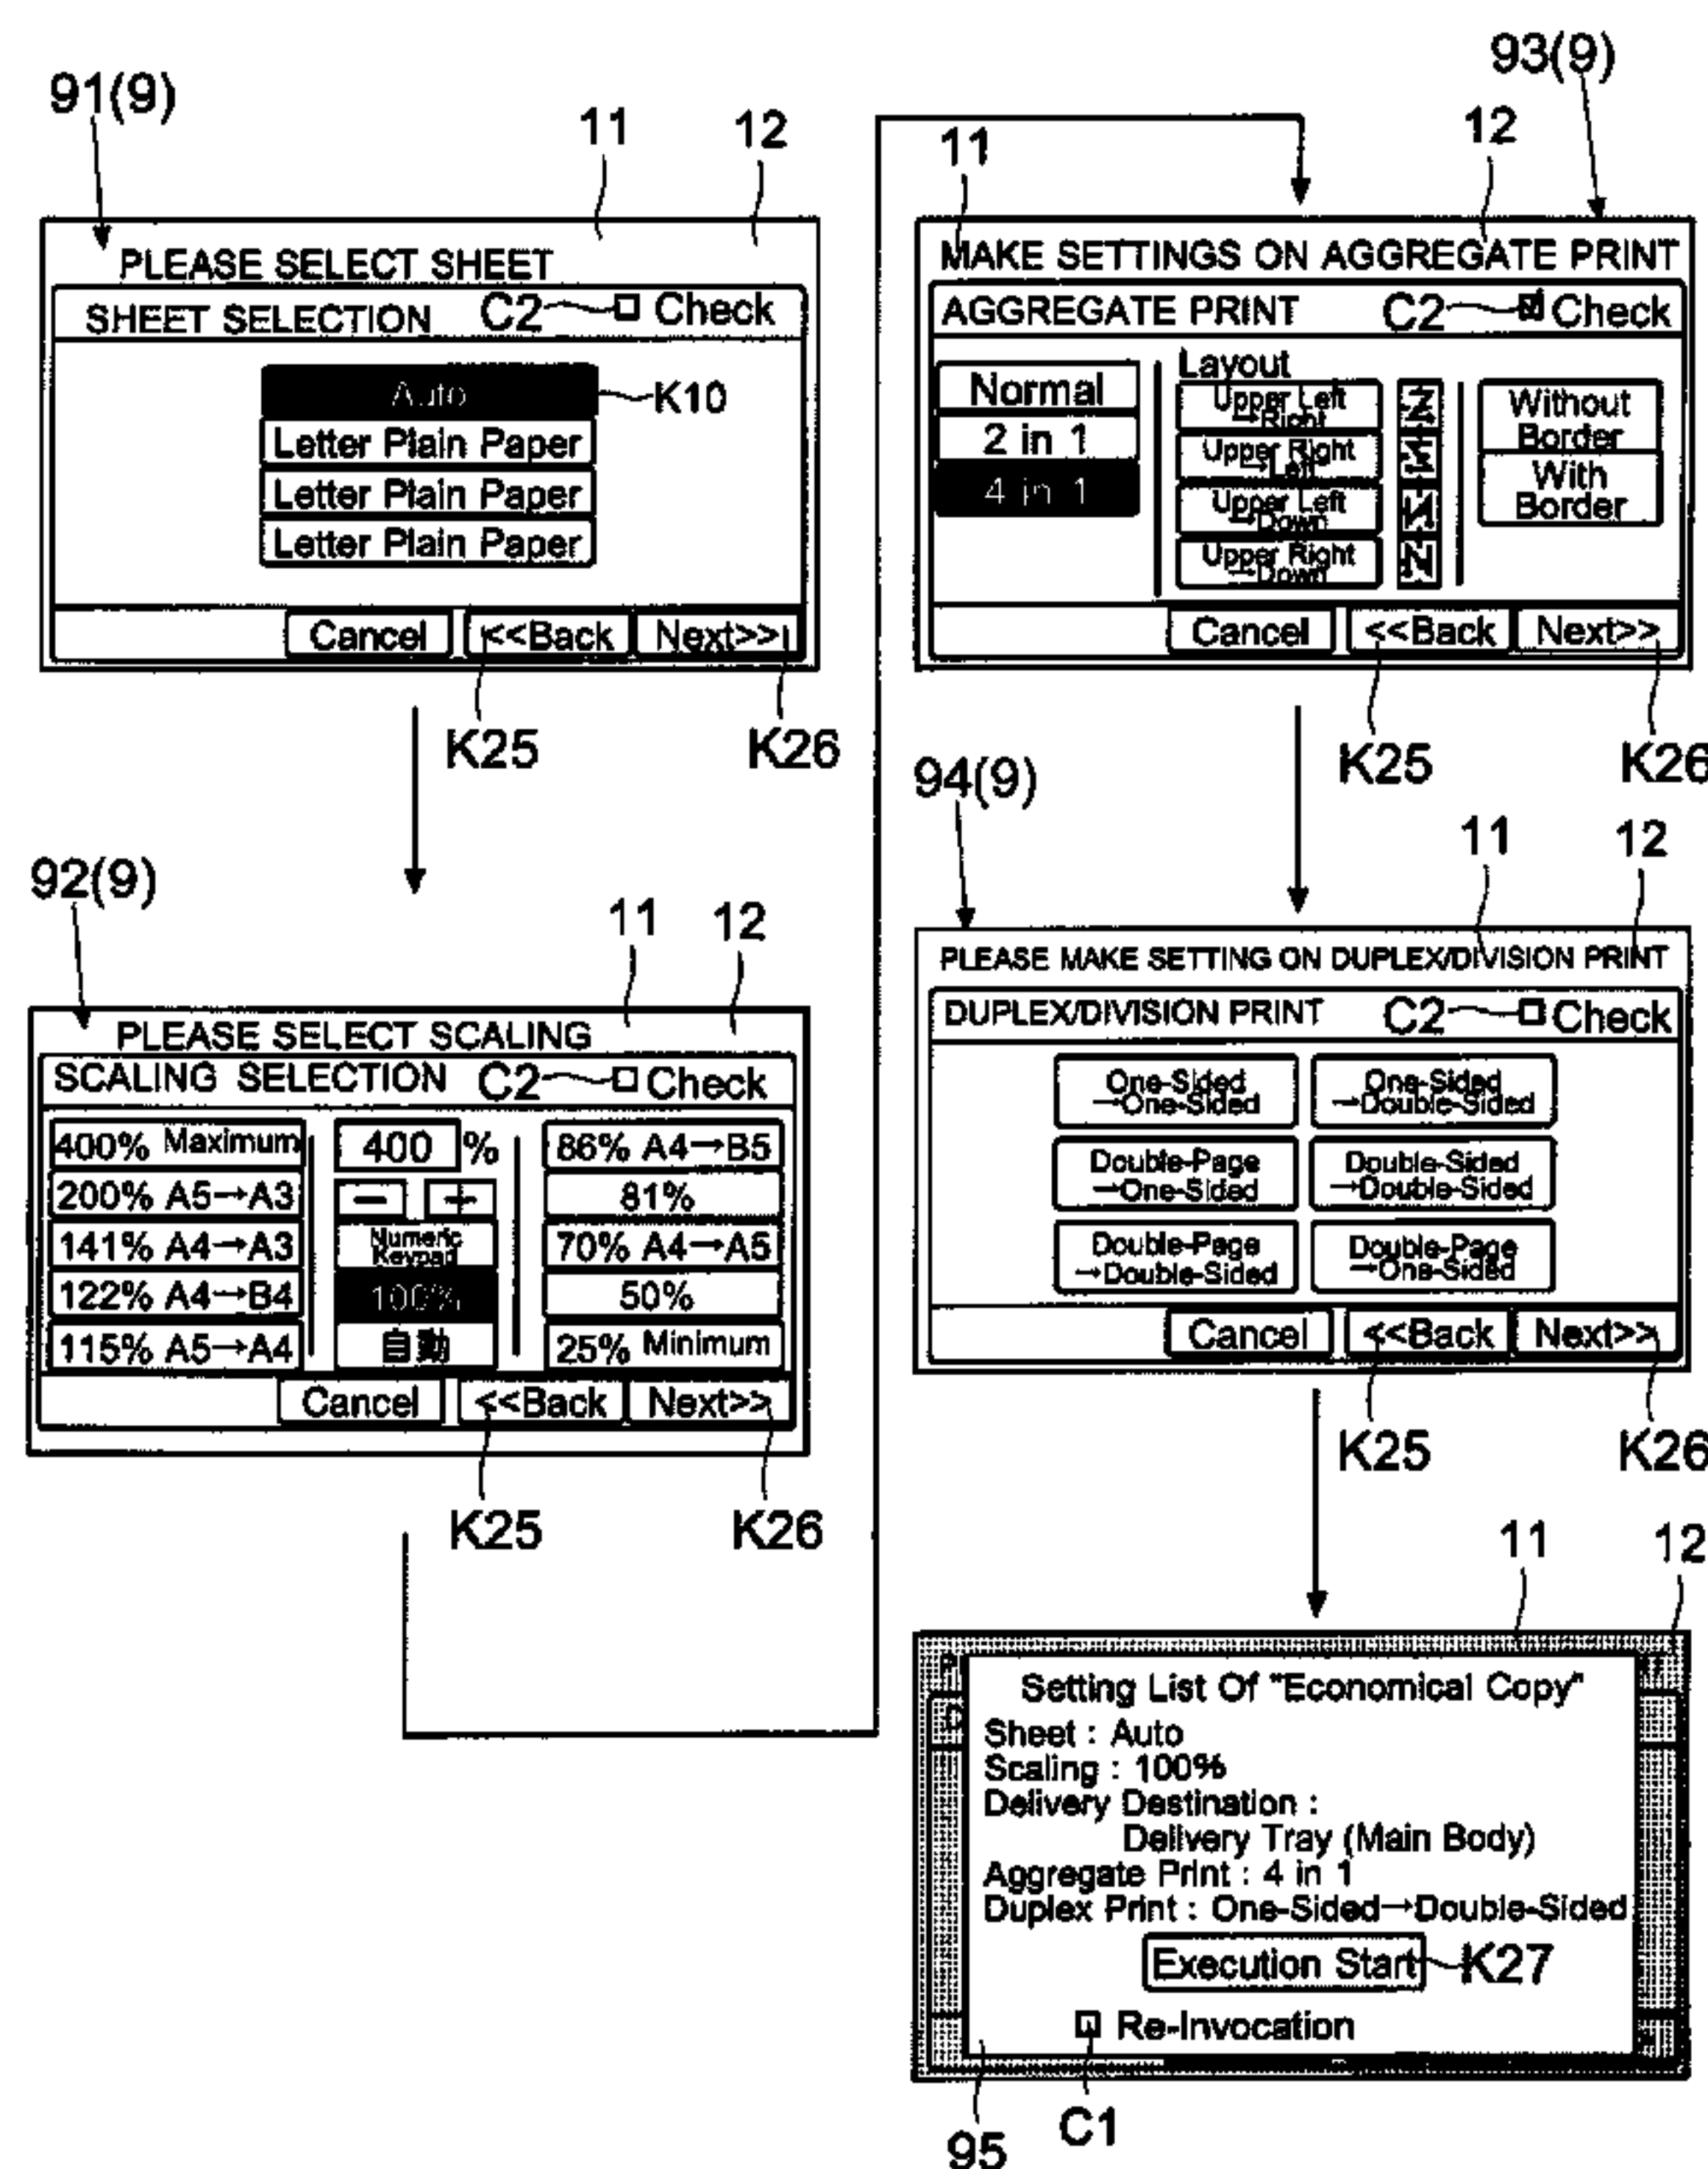 91(9)
11
12
PLEASE SELECT SHEET
SHEET SELECTION C2 Check
Auto
K10
Letter Plain Paper
Letter Plain Paper
Letter Plain Paper
Cancel <<Back Next>>
K25
K26
92(9)
11
12
PLEASE SELECT SCALING
SCALING SELECTION C2 Check
400% Maximum
200% A5→A3
141% A4→A3
122% A4→B4
115% A5→A4
400 %
− +
Numeric
Keypad
100%
自動
86% A4→B5
81%
70% A4→A5
50%
25% Minimum
Cancel <<Back Next>>
K25
K26
93(9)
11
12
MAKE SETTINGS ON AGGREGATE PRINT
AGGREGATE PRINT C2 Check
Normal
2 in 1
4 in 1
Layout
Upper Left
→Right
Upper Right
→Left
Upper Left
→Down
Upper Right
→Down
Without
Border
With
Border
Cancel <<Back Next>>
K25
K26
94(9)
11
12
PLEASE MAKE SETTING ON DUPLEX/DIVISION PRINT
DUPLEX/DIVISION PRINT C2 Check
One-Sided
→One-Sided
One-Sided
→Double-Sided
Double-Page
→One-Sided
Double-Sided
→Double-Sided
Double-Page
→Double-Sided
Double-Page
→One-Sided
Cancel <<Back Next>>
K25
K26
11
12
Setting List Of "Economical Copy"
Sheet : Auto
Scaling : 100%
Delivery Destination :
Delivery Tray (Main Body)
Aggregate Print : 4 in 1
Duplex Print : One-Sided→Double-Sided
Execution Start K27
Re-Invocation
95
C1